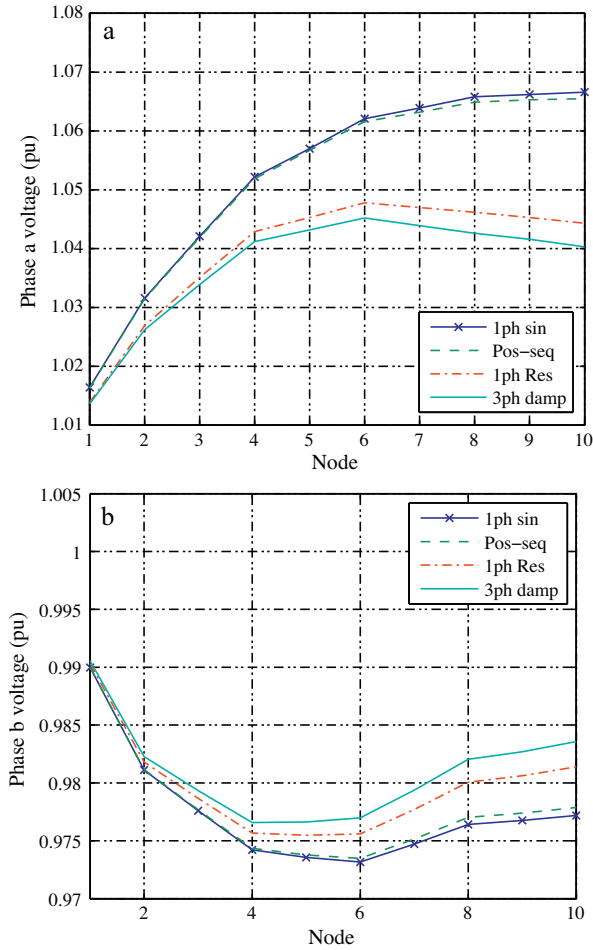 1.08
a
1.07
1.06
1.05
1.04
1.03
1.02
1.01
Phase a voltage (pu)
1ph sin
Pos-seq
1ph Res
3ph damp
1 2 3 4 5 6 7 8 9 10
Node
1.005
b
1
0.995
0.99
0.985
0.98
0.975
0.97
Phase b voltage (pu)
1ph sin
Pos-seq
1ph Res
3ph damp
2 4 6 8 10
Node